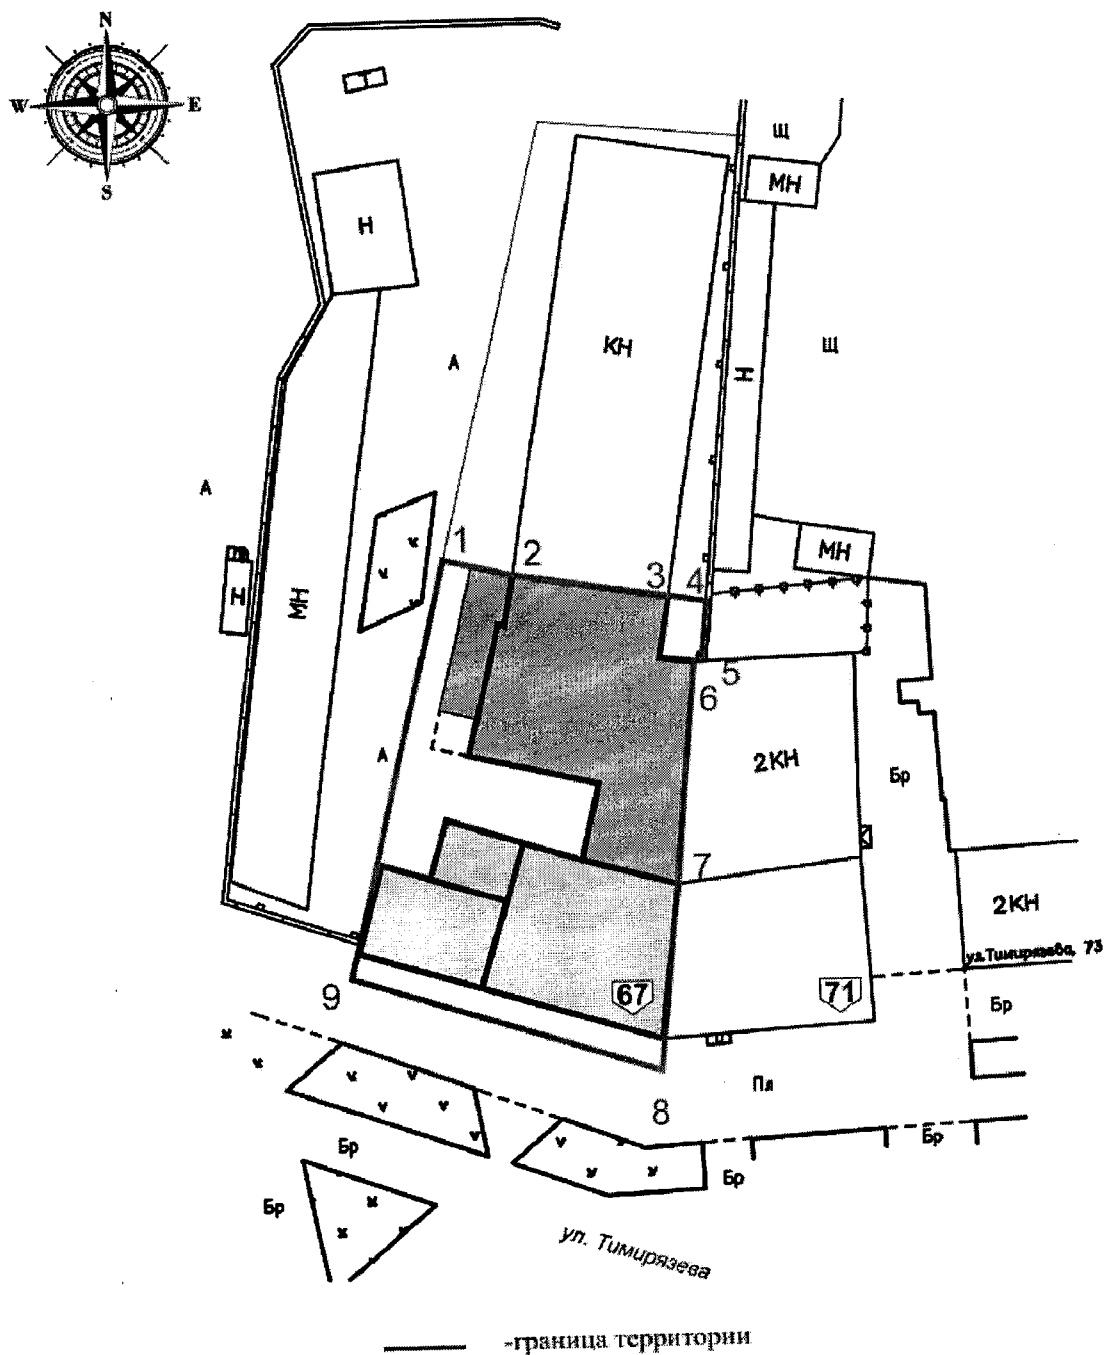 N
W E
S
Щ
МН
Н
КН
Щ
А
Н
А
1 2 3 4
МН
Н
МН
5
6
А
2КН
Бр
7
2КН
ул.Тимирязева, 73
67
71
9
Бр
Пл
8
Бр
Бр
Бр
Бр
ул. Тимирязева
-граница территории